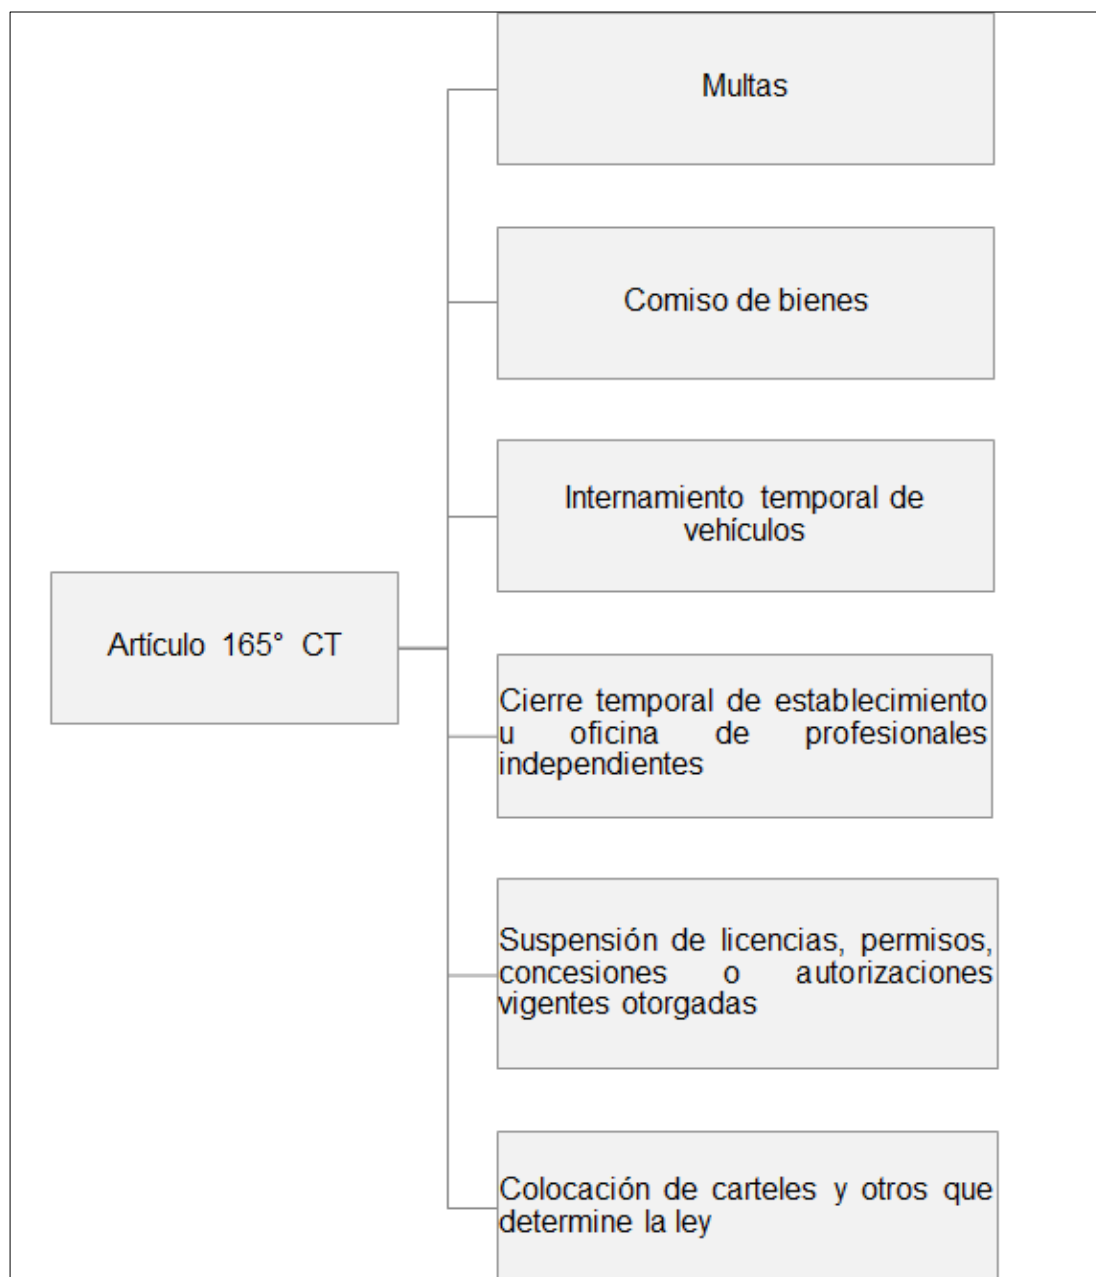 Multas
Comiso de bienes
Internamiento temporal de
vehículos
Artículo 165° CT
Cierre temporal de establecimiento
u oficina de profesionales
independientes
Suspensión de licencias, permisos,
concesiones o autorizaciones
vigentes otorgadas
Colocación de carteles y otros que
determine la ley